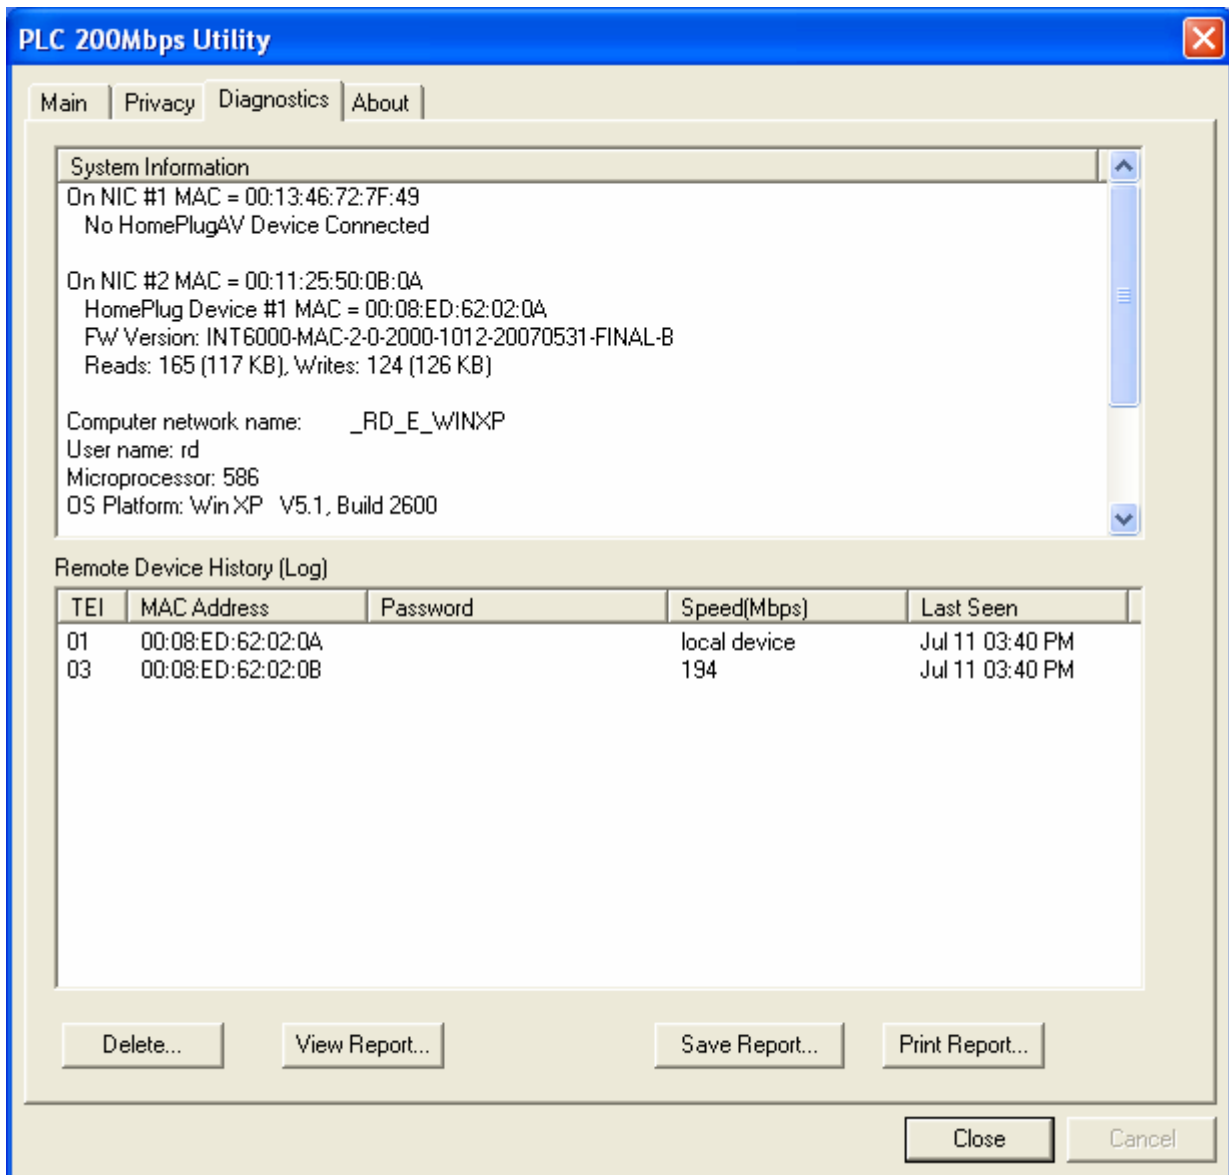 PLC 200Mbps Utility
Main Privacy Diagnostics About
System Information
On NIC #1 MAC = 00:13:46:72:7F:49
No HomePlugAV Device Connected
On NIC #2 MAC = 00:11:25:50:0B:0A
HomePlug Device #1 MAC = 00:08:ED:62:02:0A
FW Version: INT6000-MAC-2-0-2000-1012-20070531-FINAL-B
Reads: 165 (117 KB), Writes: 124 (126 KB)
Computer network name: _RD_E_WINXP
User name: rd
Microprocessor: 586
OS Platform: Win XP V5.1, Build 2600
Remote Device History (Log)
TEI MAC Address Password Speed(Mbps) Last Seen
01 00:08:ED:62:02:0A local device Jul 11 03:40 PM
03 00:08:ED:62:02:0B 194 Jul 11 03:40 PM
Delete... View Report... Save Report... Print Report...
Close Cancel